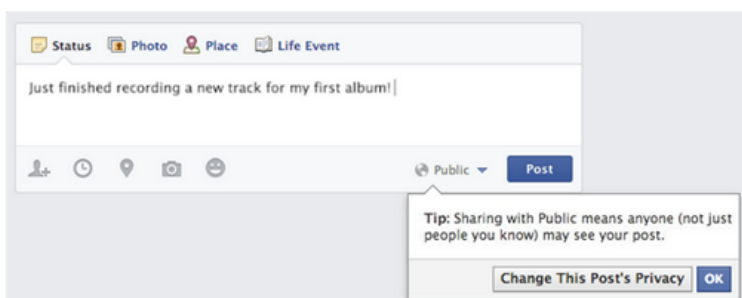 Status Photo Place Life Event
Just finished recording a new track for my first album!
Public Post
Tip: Sharing with Public means anyone (not just
people you know) may see your post.
Change This Post's Privacy OK